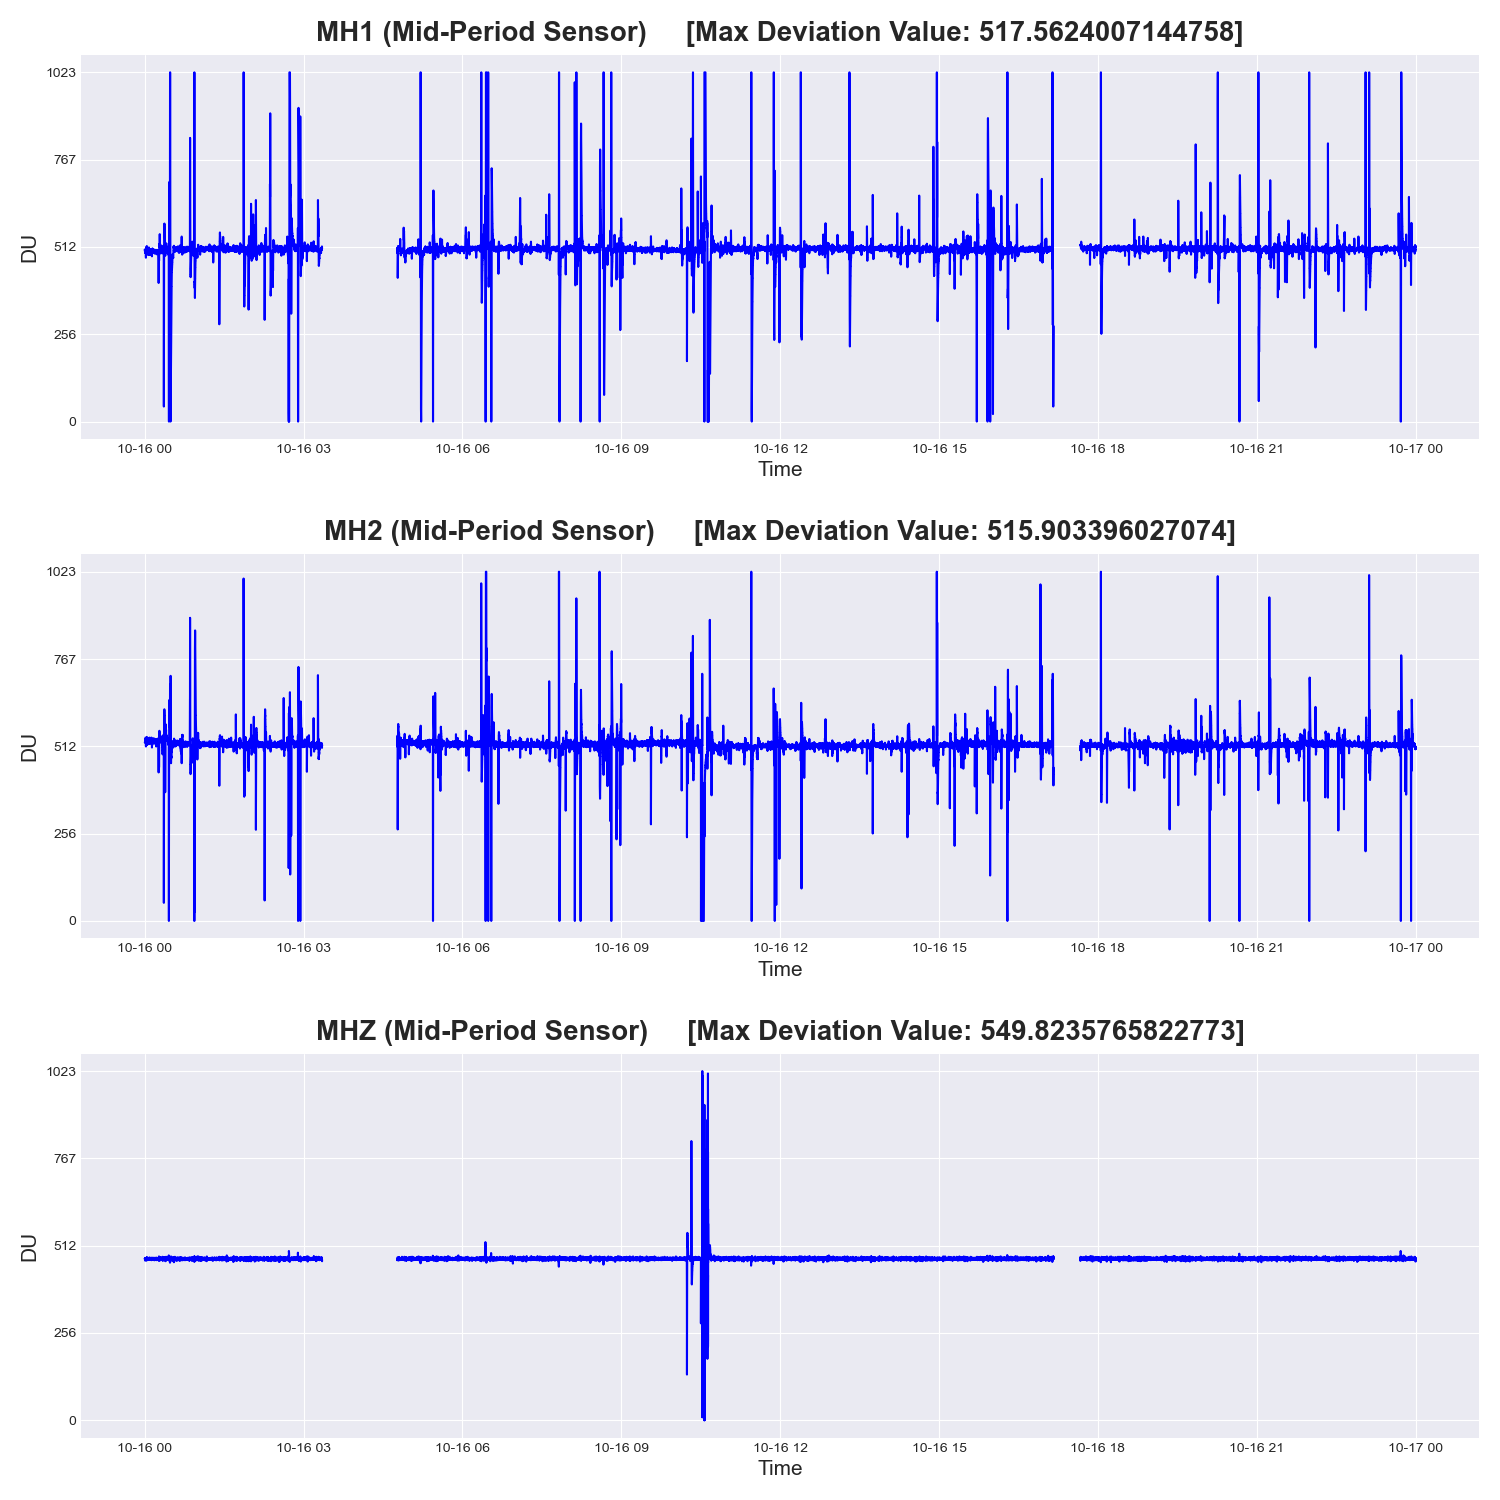 MH1 (Mid-Period Sensor) [Max Deviation Value: 517.5624007144758]
1023
767
512
256
0
DU
10-16 00 10-16 03 10-16 06 10-16 09 10-16 12 10-16 15 10-16 18 10-16 21 10-17 00
Time
MH2 (Mid-Period Sensor) [Max Deviation Value: 515.903396027074]
1023
767
512
256
0
DU
10-16 00 10-16 03 10-16 06 10-16 09 10-16 12 10-16 15 10-16 18 10-16 21 10-17 00
Time
MHZ (Mid-Period Sensor) [Max Deviation Value: 549.8235765822773]
1023
767
512
256
0
DU
10-16 00 10-16 03 10-16 06 10-16 09 10-16 12 10-16 15 10-16 18 10-16 21 10-17 00
Time